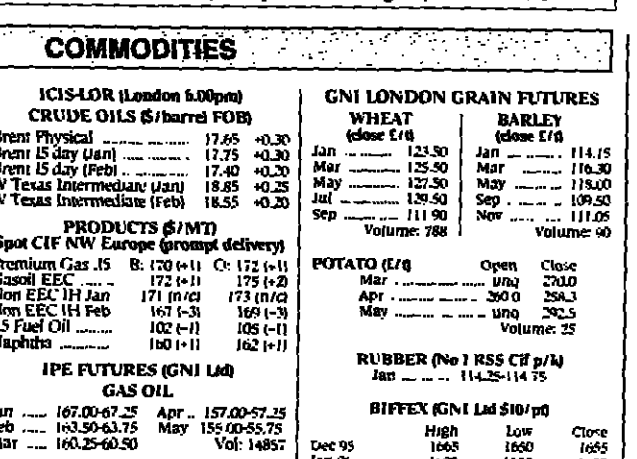 COMMODITIES
ICIS-LOR (London 6.00pm)
CRUDE OILS ($/barrel FOB)
Brent Physical 17.65 +0.30
Brent 15 day (Jan) 17.75 +0.30
Brent 15 day (Feb) 17.40 +0.20
W Texas Intermediate (Jan) 18.85 +0.25
W Texas Intermediate (Feb) 18.55 +0.20
PRODUCTS ($/MT)
Spot CIF NW Europe (prompt delivery)
Premium Gas .15 B: 170 (+1) O: 172 (+1)
Gasoil EEC 172 (+1) 175 (+2)
Non EEC 1H Jan 171 (n/c) 173 (n/c)
Non EEC 1H Feb 167 (-3) 169 (-3)
3.5 Fuel Oil 102 (-1) 105 (-1)
Naphtha 160 (+1) 162 (+1)
IPE FUTURES (GNI Ltd)
GAS OIL
Jan 167.00-67.25 Apr 157.00-57.25
Feb 163.50-63.75 May 155.00-55.75
Mar 160.25-60.50 Vol: 14857
GNI LONDON GRAIN FUTURES
WHEAT
(close £/t)
Jan 123.50
Mar 125.50
May 127.50
Jul 129.50
Sep 111.90
Volume: 788
BARLEY
(close £/t)
Jan 114.15
Mar 116.30
May 118.00
Sep 109.50
Nov 111.05
Volume: 90
POTATO (£/t) Open Close
Mar unq 270.0
Apr 260.0 258.3
May unq 292.5
Volume: 25
RUBBER (No 1 RSS Cif p/k)
Jan 114.25-114.75
BIFFEX (GNI Ltd $10/pt)
High Low Close
Dec 95 1665 1650 1655